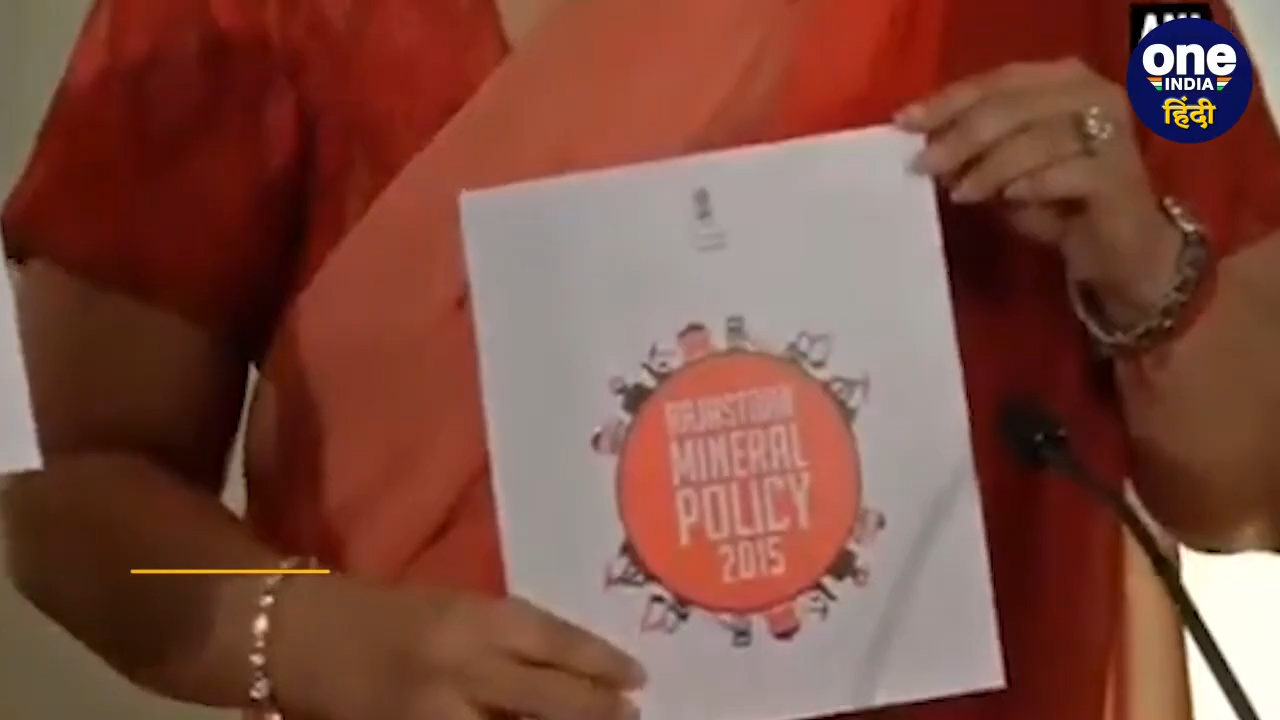 one
INDIA
हिंदी
RAJASTHAN
MINERAL
POLICY
2015